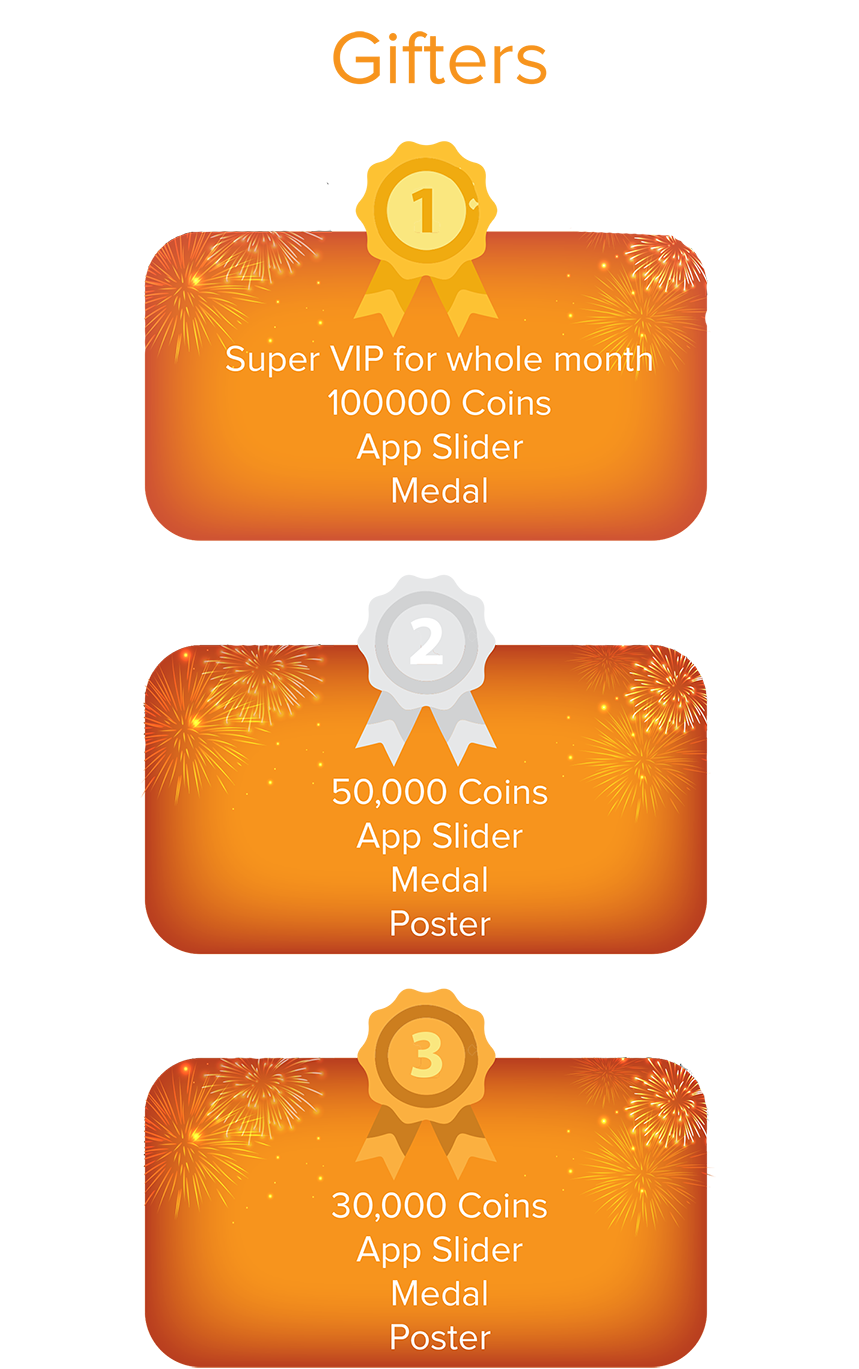 Gifters
1
Super VIP for whole month
100000 Coins
App Slider
Medal
2
50,000 Coins
App Slider
Medal
Poster
3
30,000 Coins
App Slider
Medal
Poster